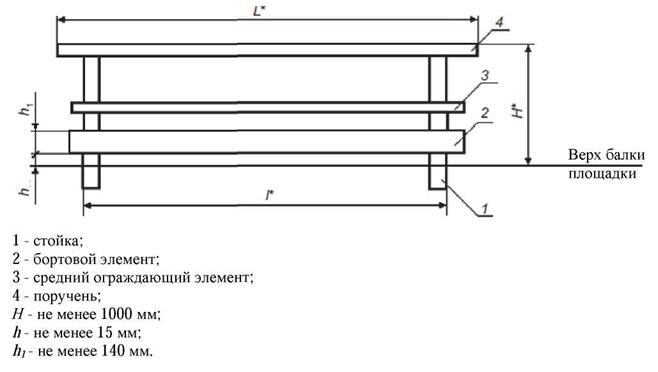 L*
4
3
h₁
H*
2
Верх балки
площадки
h
l*
1
1 - стойка;
2 - бортовой элемент;
3 - средний ограждающий элемент;
4 - поручень;
H - не менее 1000 мм;
h - не менее 15 мм;
h₁ - не менее 140 мм.